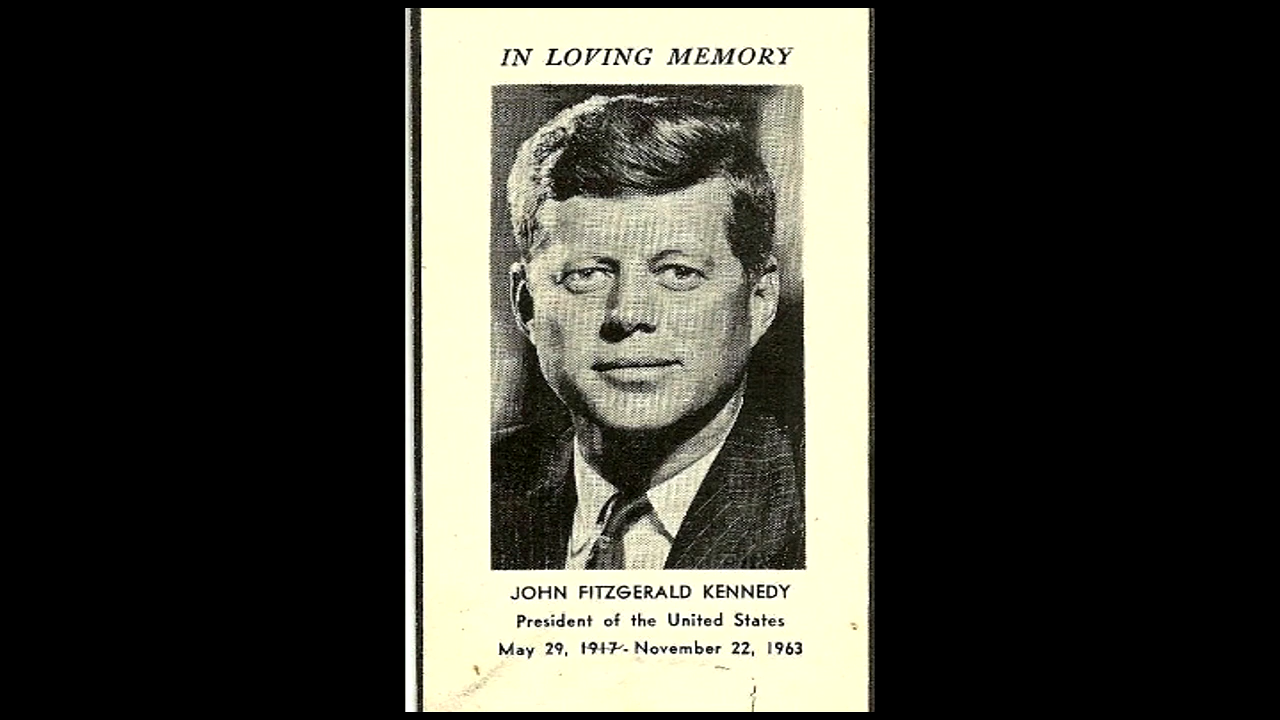 IN LOVING MEMORY
JOHN FITZGERALD KENNEDY
President of the United States
May 29, 1917 - November 22, 1963